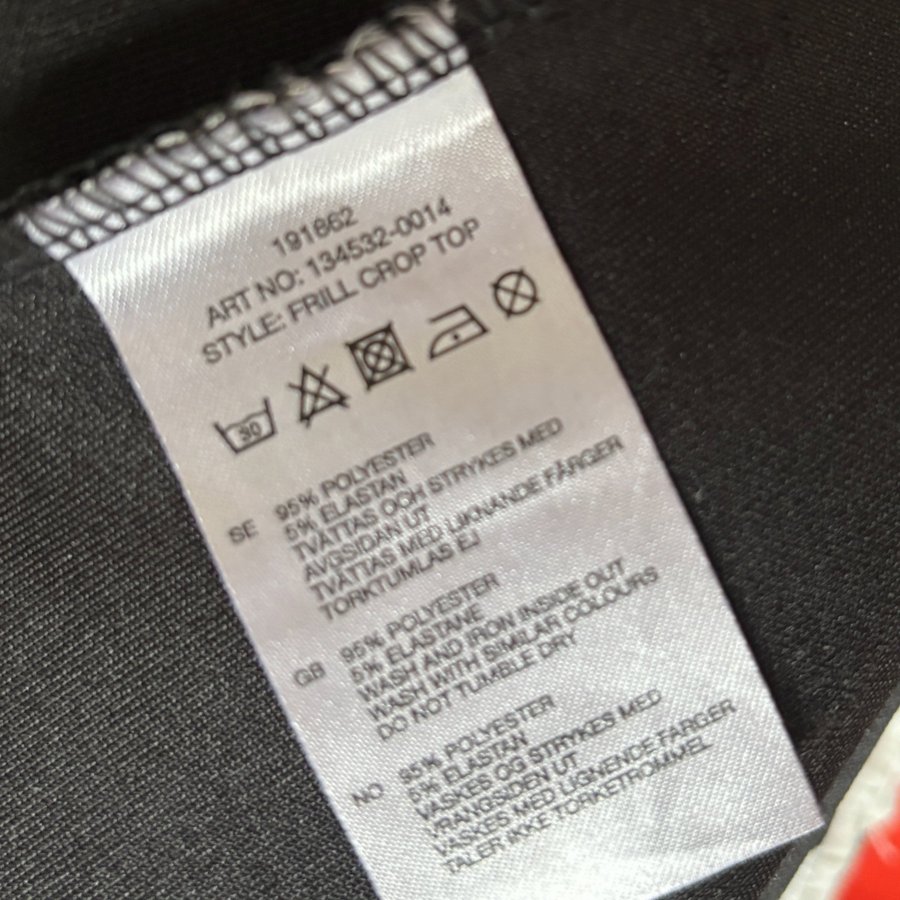 191862
ART NO: 134532-0014
STYLE: FRILL CROP TOP
30
SE
95% POLYESTER
5% ELASTAN
TVÄTTAS OCH STRYKES MED
AVGSIDAN UT
TVÄTTAS MED LIKNANDE FÄRGER
TORKTUMLAS EJ
GB
95% POLYESTER
5% ELASTANE
WASH AND IRON INSIDE OUT
WASH WITH SIMILAR COLOURS
DO NOT TUMBLE DRY
NO
95% POLYESTER
5% ELASTAN
VASKES OG STRYKES MED
VRANGSIDEN UT
VASKES MED LIGNENDE FARGER
TALER IKKE TORKETROMMEL